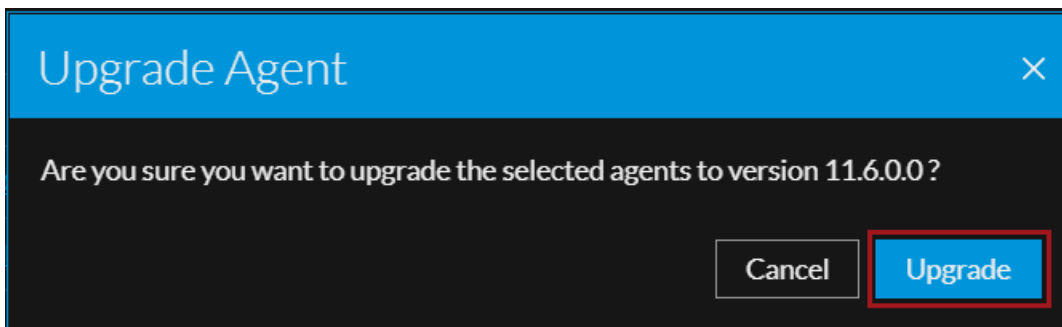 Upgrade Agent
Are you sure you want to upgrade the selected agents to version 11.6.0.0 ?
Cancel Upgrade